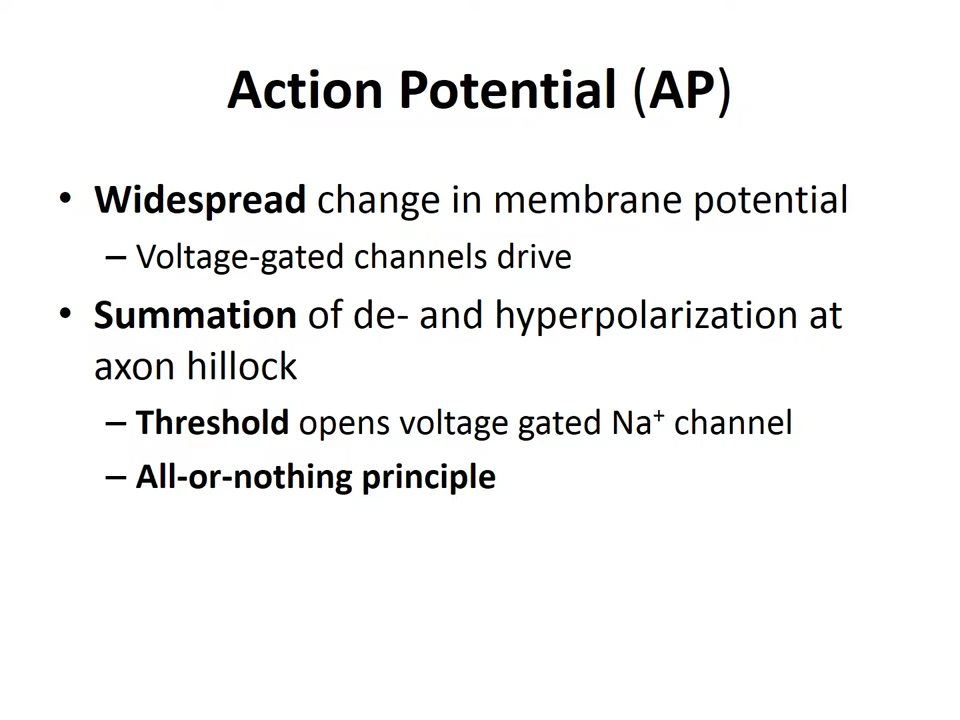 Action Potential (AP)
• Widespread change in membrane potential
– Voltage-gated channels drive
• Summation of de- and hyperpolarization at
axon hillock
– Threshold opens voltage gated Na⁺ channel
– All-or-nothing principle